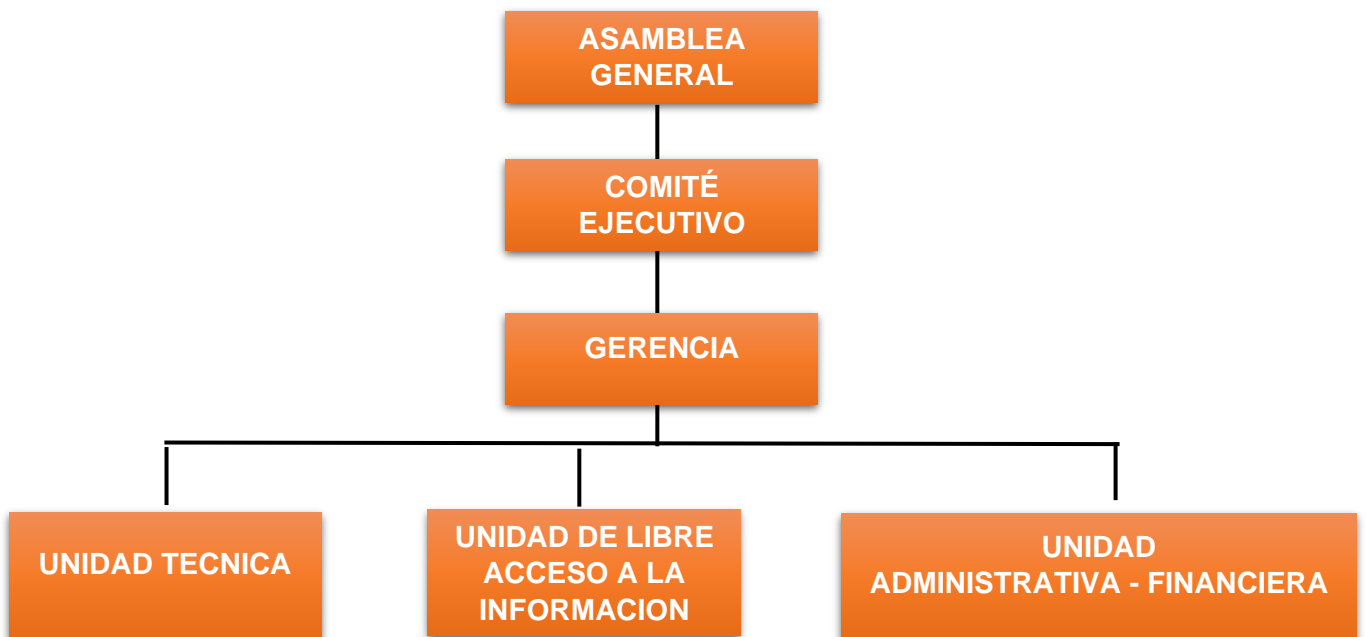 ASAMBLEA
GENERAL
COMITÉ
EJECUTIVO
GERENCIA
UNIDAD TECNICA
UNIDAD DE LIBRE
ACCESO A LA
INFORMACION
UNIDAD
ADMINISTRATIVA - FINANCIERA